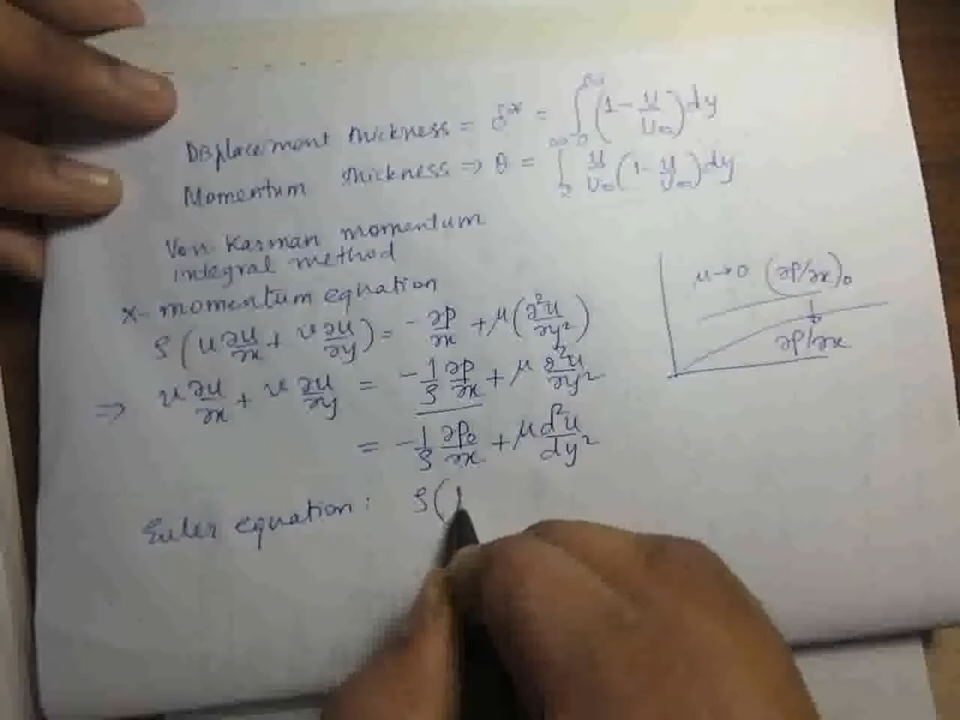 Displacement thickness = δ* = ∫₀^∞ (1 - u/U∞) dy
Momentum thickness => θ = ∫₀^∞ u/U∞ (1 - u/U∞) dy
Von Karman momentum
integral method
x-momentum equation
ρ(u ∂u/∂x + v ∂u/∂y) = -∂p/∂x + μ(∂²u/∂y²)
=> u ∂u/∂x + v ∂u/∂y = -1/ρ ∂p/∂x + μ ∂²u/∂y²
= -1/ρ ∂p₀/∂x + μ d²u/dy²
Euler equation: ρ(
μ→0 (∂p/∂x)₀
∂p/∂x